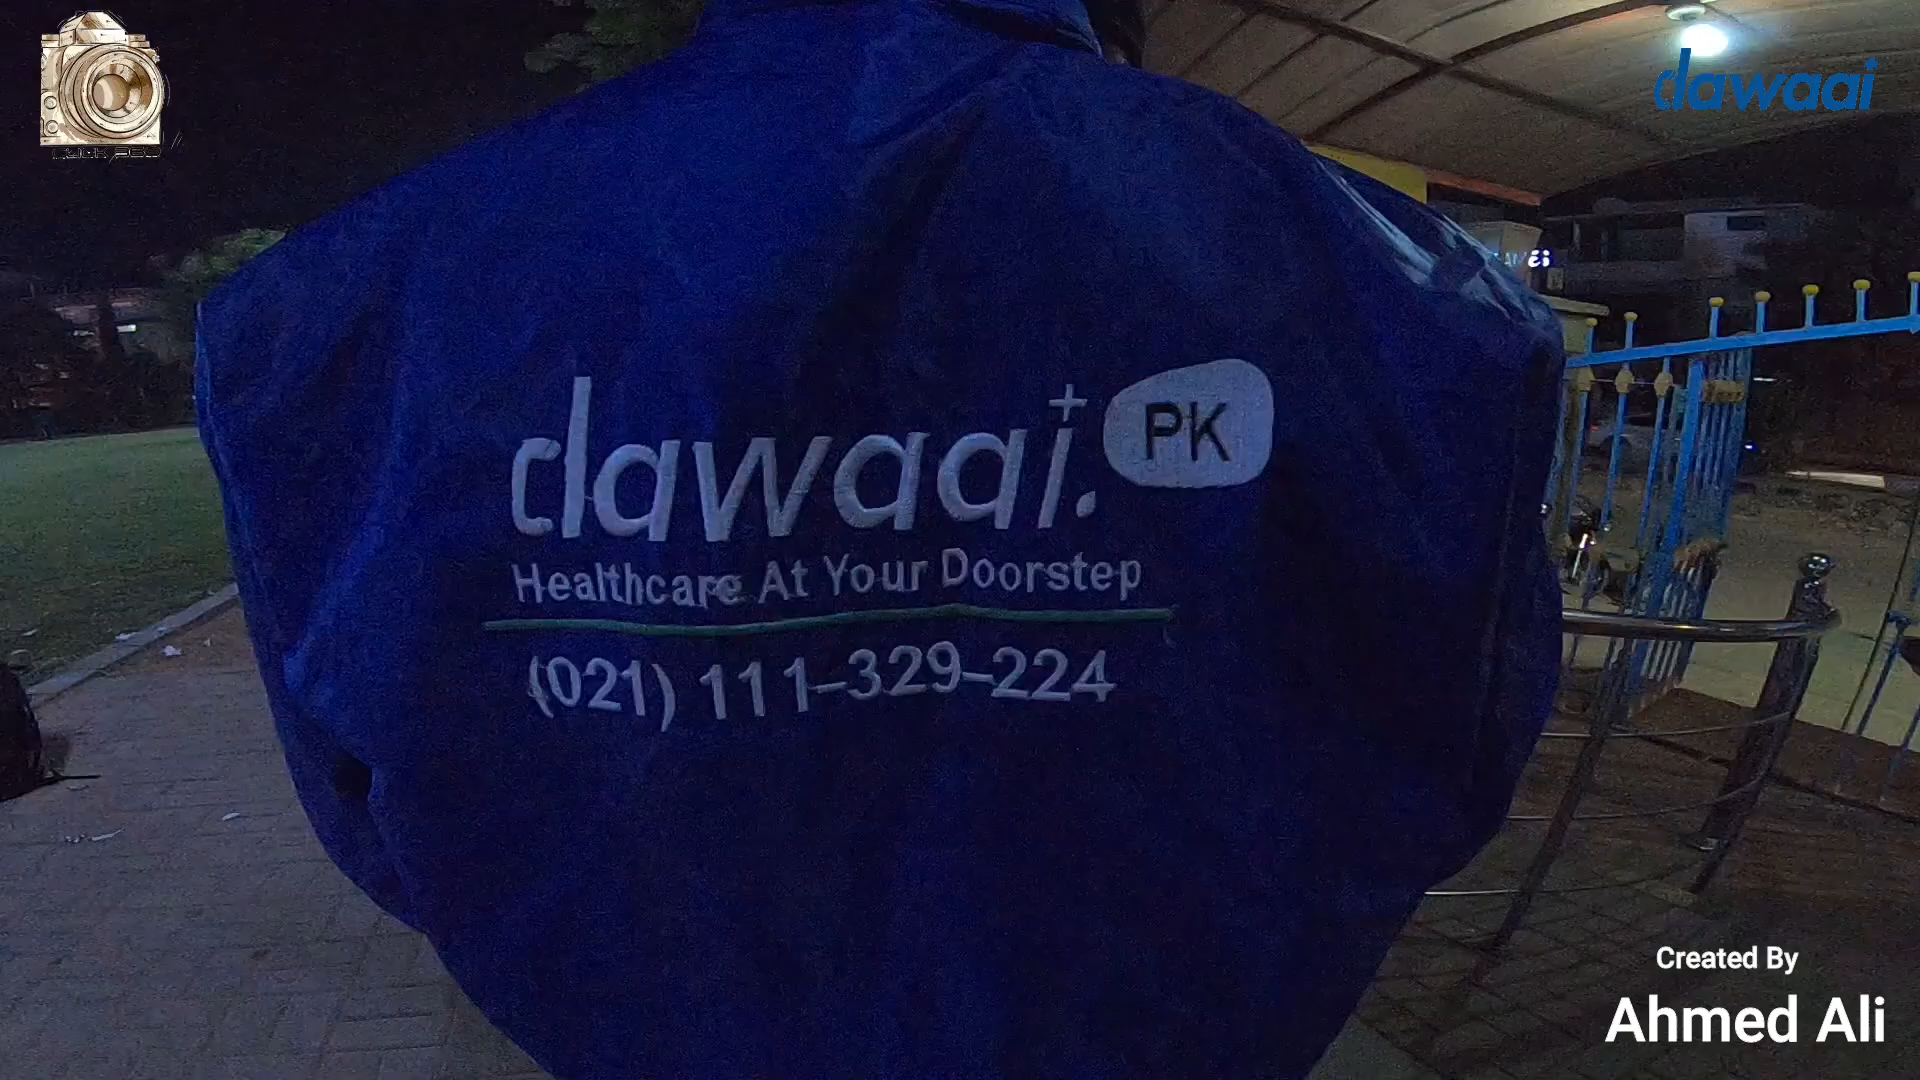 dawaai
dawaai. PK
Healthcare At Your Doorstep
(021) 111-329-224
Created By
Ahmed Ali